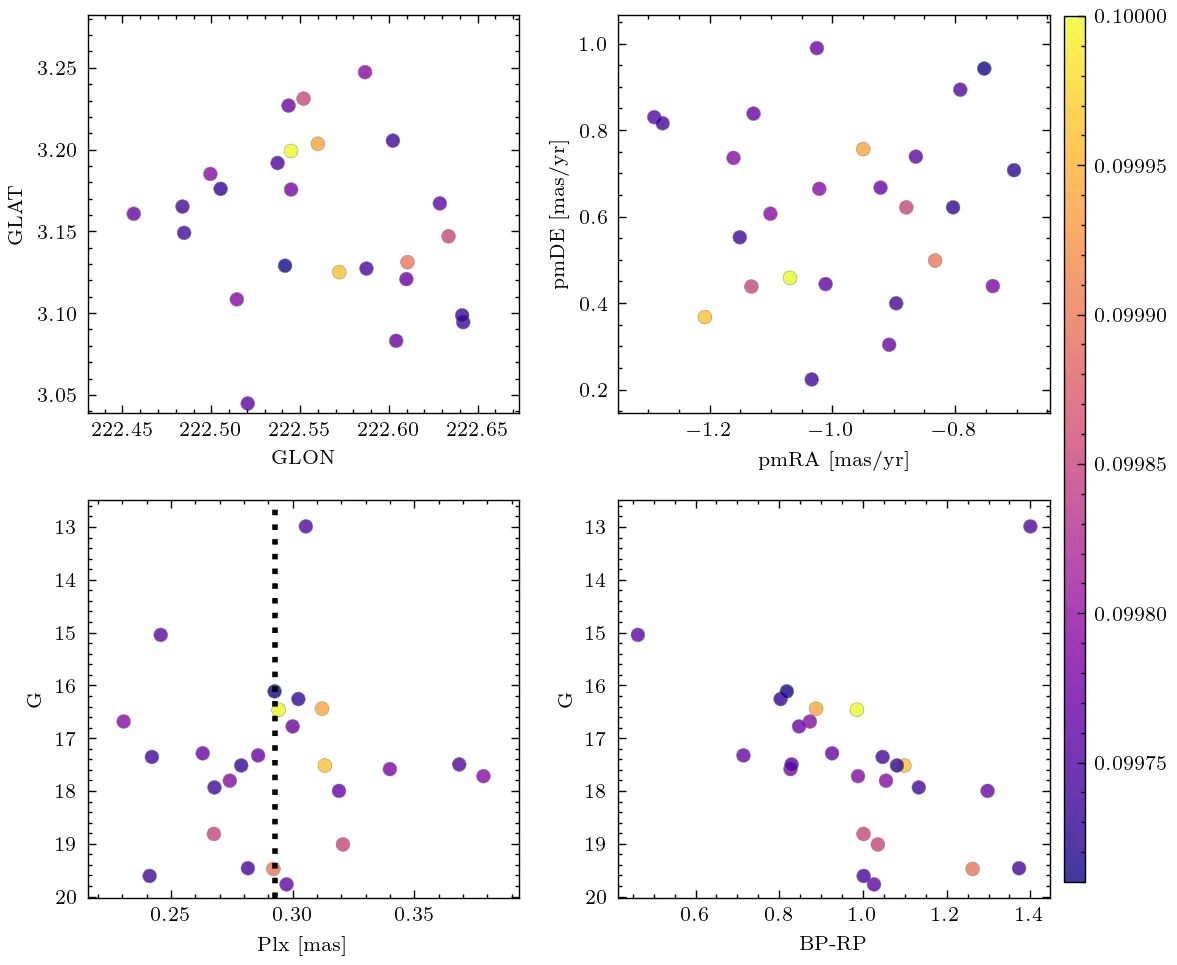 3.25
3.20
3.15
3.10
3.05
GLAT
222.45 222.50 222.55 222.60 222.65
GLON
1.0
0.8
0.6
0.4
0.2
pmDE [mas/yr]
−1.2 −1.0 −0.8
pmRA [mas/yr]
0.10000
0.09995
0.09990
0.09985
0.09980
0.09975
13
14
15
16
17
18
19
20
G
0.25 0.30 0.35
Plx [mas]
13
14
15
16
17
18
19
20
G
0.6 0.8 1.0 1.2 1.4
BP-RP